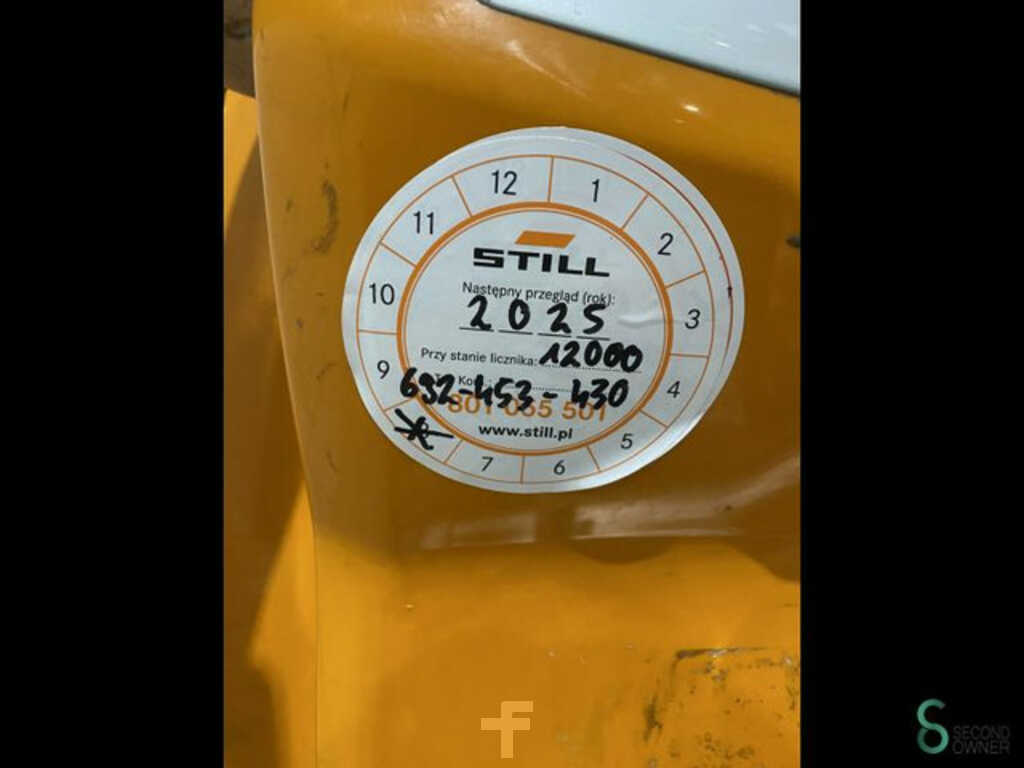 12
1
11
2
STILL
10
Następny przegląd (rok):
3
2025
Przy stanie licznika: 12000
9
4
692-453-430
801 055 501
www.still.pl
5
7
6
SECOND
OWNER